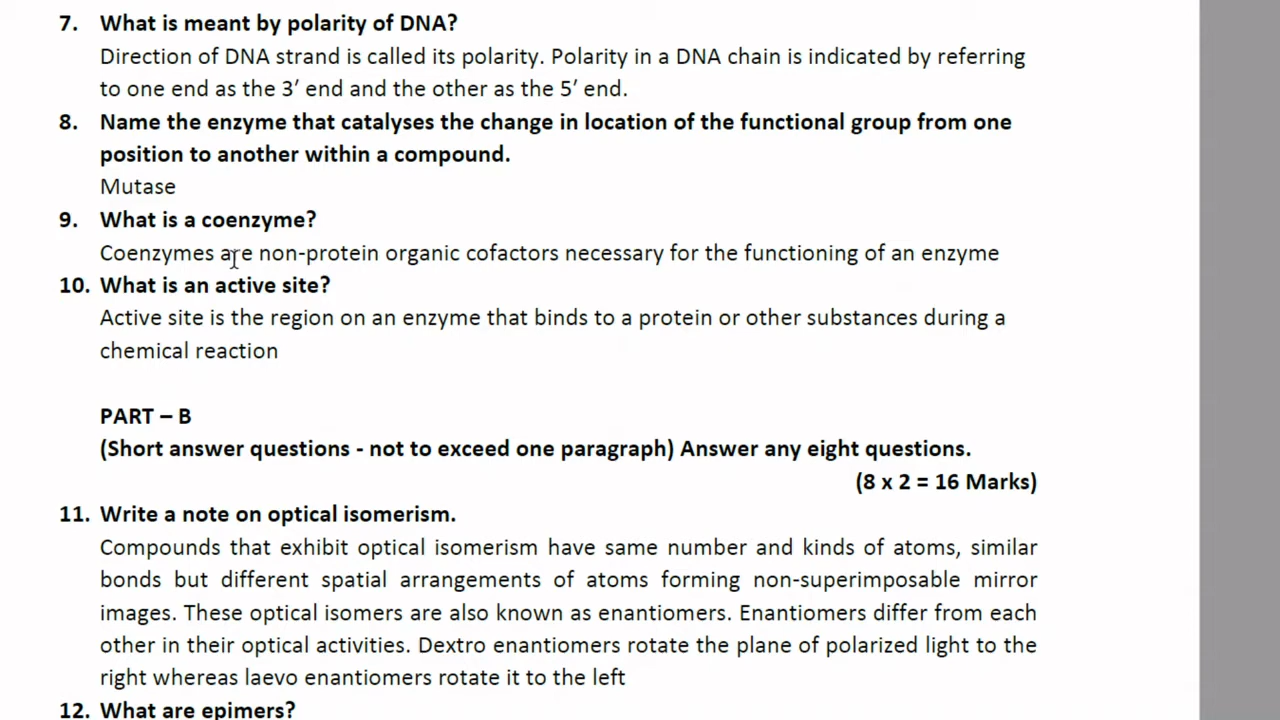 7. What is meant by polarity of DNA?
Direction of DNA strand is called its polarity. Polarity in a DNA chain is indicated by referring
to one end as the 3′ end and the other as the 5′ end.
8. Name the enzyme that catalyses the change in location of the functional group from one
position to another within a compound.
Mutase
9. What is a coenzyme?
Coenzymes are non-protein organic cofactors necessary for the functioning of an enzyme
10. What is an active site?
Active site is the region on an enzyme that binds to a protein or other substances during a
chemical reaction
PART – B
(Short answer questions - not to exceed one paragraph) Answer any eight questions.
(8 x 2 = 16 Marks)
11. Write a note on optical isomerism.
Compounds that exhibit optical isomerism have same number and kinds of atoms, similar
bonds but different spatial arrangements of atoms forming non-superimposable mirror
images. These optical isomers are also known as enantiomers. Enantiomers differ from each
other in their optical activities. Dextro enantiomers rotate the plane of polarized light to the
right whereas laevo enantiomers rotate it to the left
12. What are epimers?